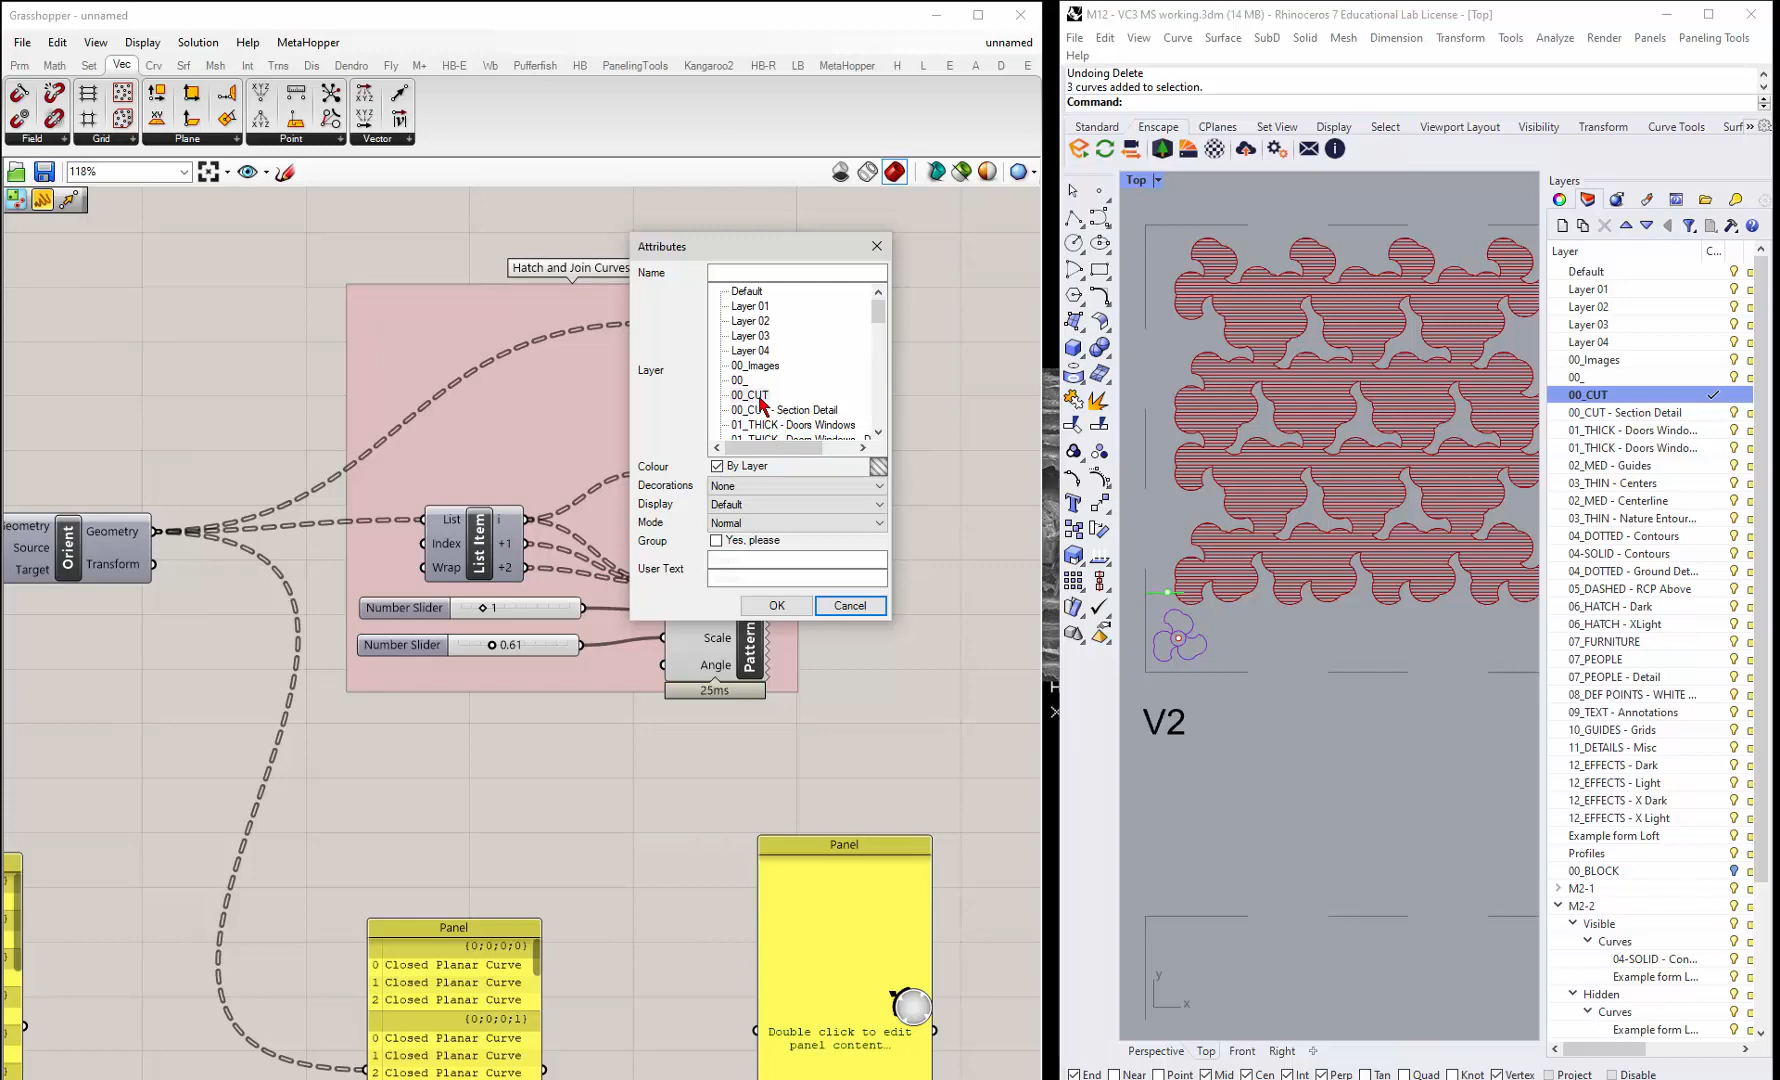 Grasshopper - unnamed
File Edit View Display Solution Help MetaHopper unnamed
Prm Math Set Vec Crv Srf Msh Int Trns Dis Dendro Fly M+ HB-E Wb Pufferfish HB PanelingTools Kangaroo2 HB-R LB MetaHopper H L E A D E
Field Grid Plane Point Vector
118%
Hatch and Join Curves
Attributes
Name
Default
Layer 01
Layer 02
Layer 03
Layer 04
00_Images
00_
00_CUT
00_CUT - Section Detail
01_THICK - Doors Windows
Layer
Colour By Layer
Decorations None
Display Default
Mode Normal
Group Yes, please
User Text
OK Cancel
Geometry
Source
Target
Orient
Geometry
Transform
List
Index
Wrap
List Item
i
+1
+2
Number Slider 1
Number Slider 0.61
Scale
Angle
Pattern
25ms
Panel
{0;0;0;0}
0 Closed Planar Curve
1 Closed Planar Curve
2 Closed Planar Curve
{0;0;0;1}
0 Closed Planar Curve
1 Closed Planar Curve
2 Closed Planar Curve
Panel
Double click to edit
panel content...
M12 - VC3 MS working.3dm (14 MB) - Rhinoceros 7 Educational Lab License - [Top]
File Edit View Curve Surface SubD Solid Mesh Dimension Transform Tools Analyze Render Panels Paneling Tools
Help
Undoing Delete
3 curves added to selection.
Command:
Standard Enscape CPlanes Set View Display Select Viewport Layout Visibility Transform Curve Tools Surf »
Top
V2
y
x
Layers
Layer C...
Default
Layer 01
Layer 02
Layer 03
Layer 04
00_Images
00_
00_CUT
00_CUT - Section Detail
01_THICK - Doors Windo...
01_THICK - Doors Windo...
02_MED - Guides
03_THIN - Centers
02_MED - Centerline
03_THIN - Nature Entour...
04_DOTTED - Contours
04-SOLID - Contours
04_DOTTED - Ground Det...
05_DASHED - RCP Above
06_HATCH - Dark
06_HATCH - XLight
07_FURNITURE
07_PEOPLE
07_PEOPLE - Detail
08_DEF POINTS - WHITE ...
09_TEXT - Annotations
10_GUIDES - Grids
11_DETAILS - Misc
12_EFFECTS - Dark
12_EFFECTS - Light
12_EFFECTS - X Dark
12_EFFECTS - X Light
Example form Loft
Profiles
00_BLOCK
M2-1
M2-2
Visible
Curves
04-SOLID - Con...
Example form L...
Hidden
Curves
Example form L...
Perspective Top Front Right
End Near Point Mid Cen Int Perp Tan Quad Knot Vertex Project Disable